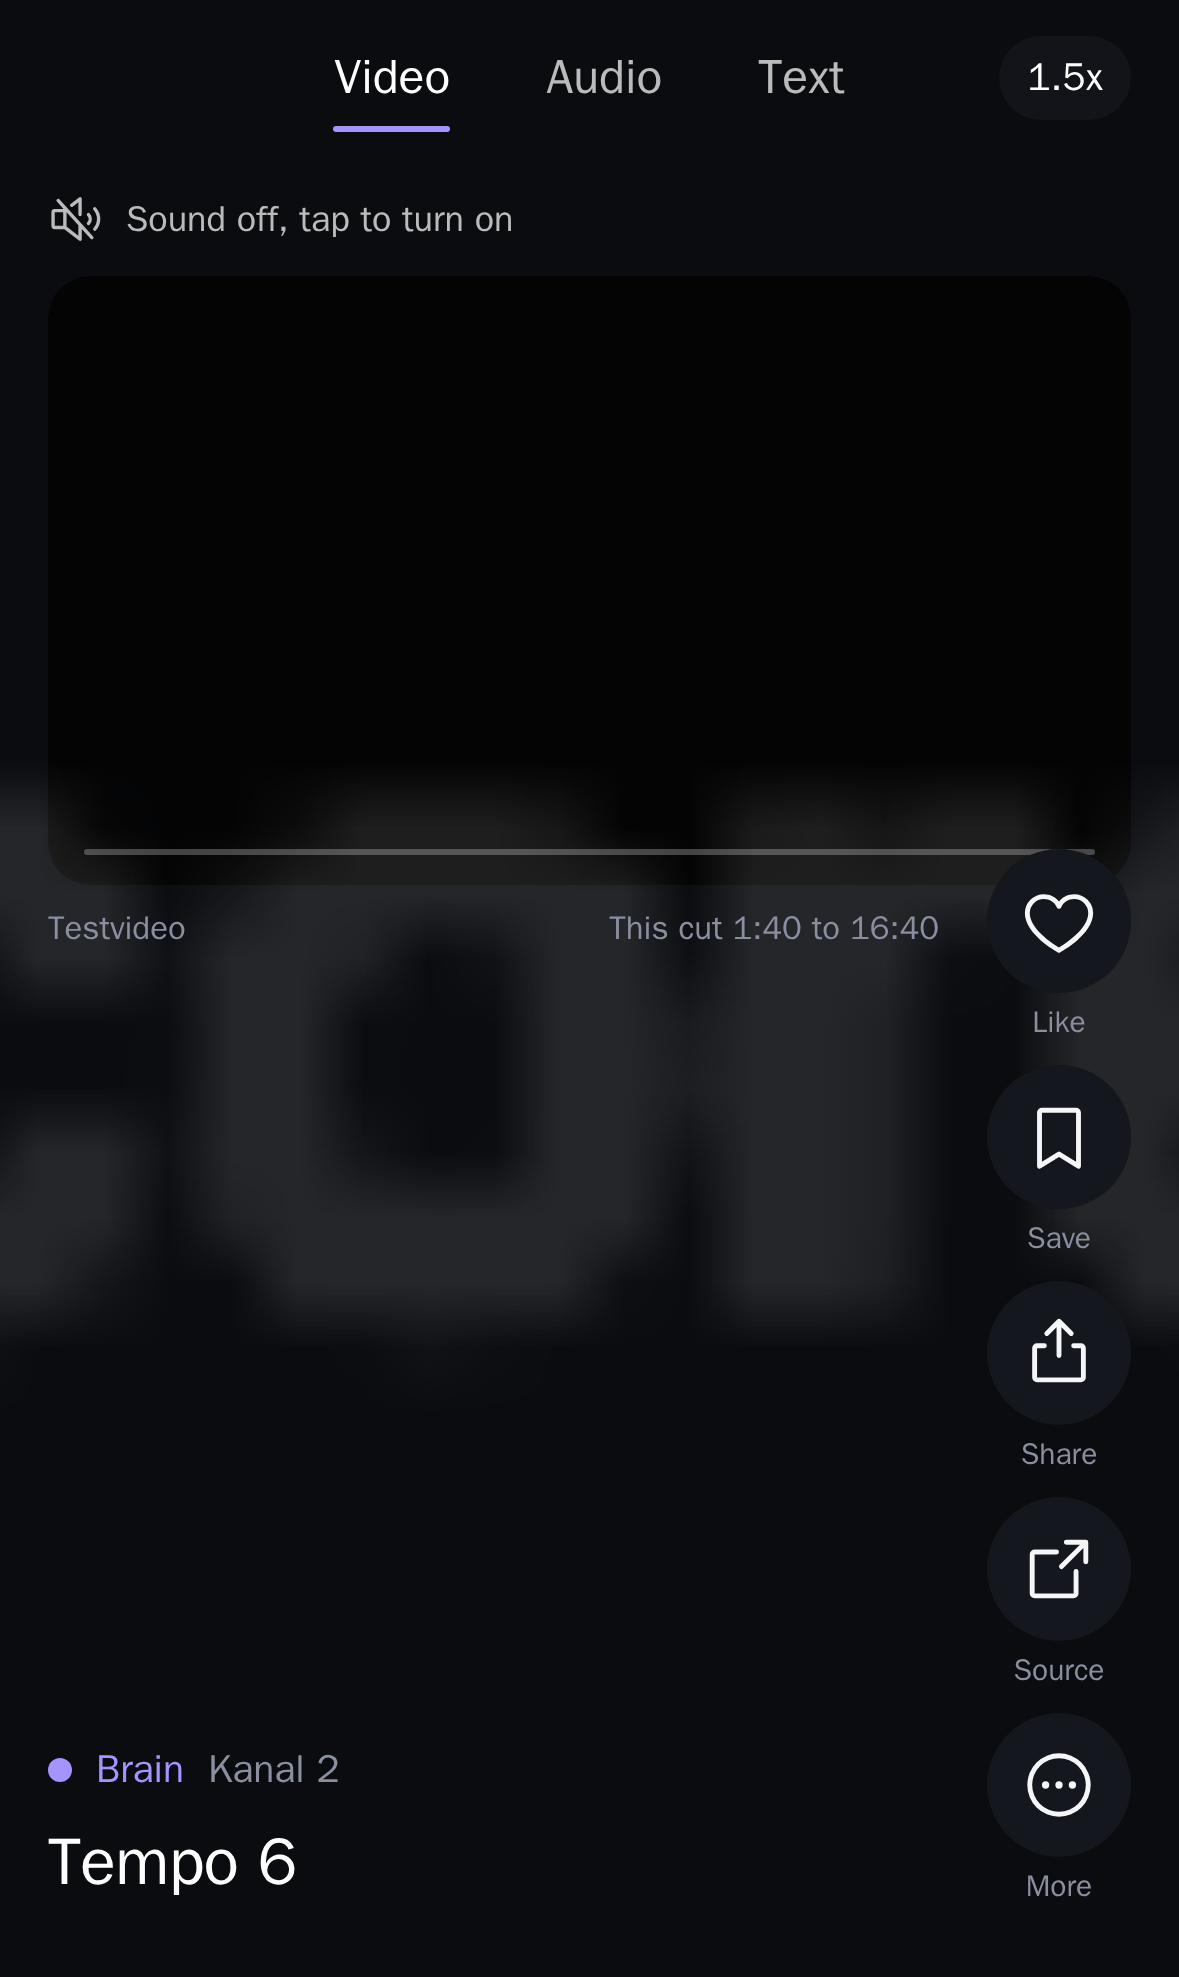 Video Audio Text 1.5x
Sound off, tap to turn on
Testvideo This cut 1:40 to 16:40
Like
Save
Share
Source
Brain Kanal 2
Tempo 6
More